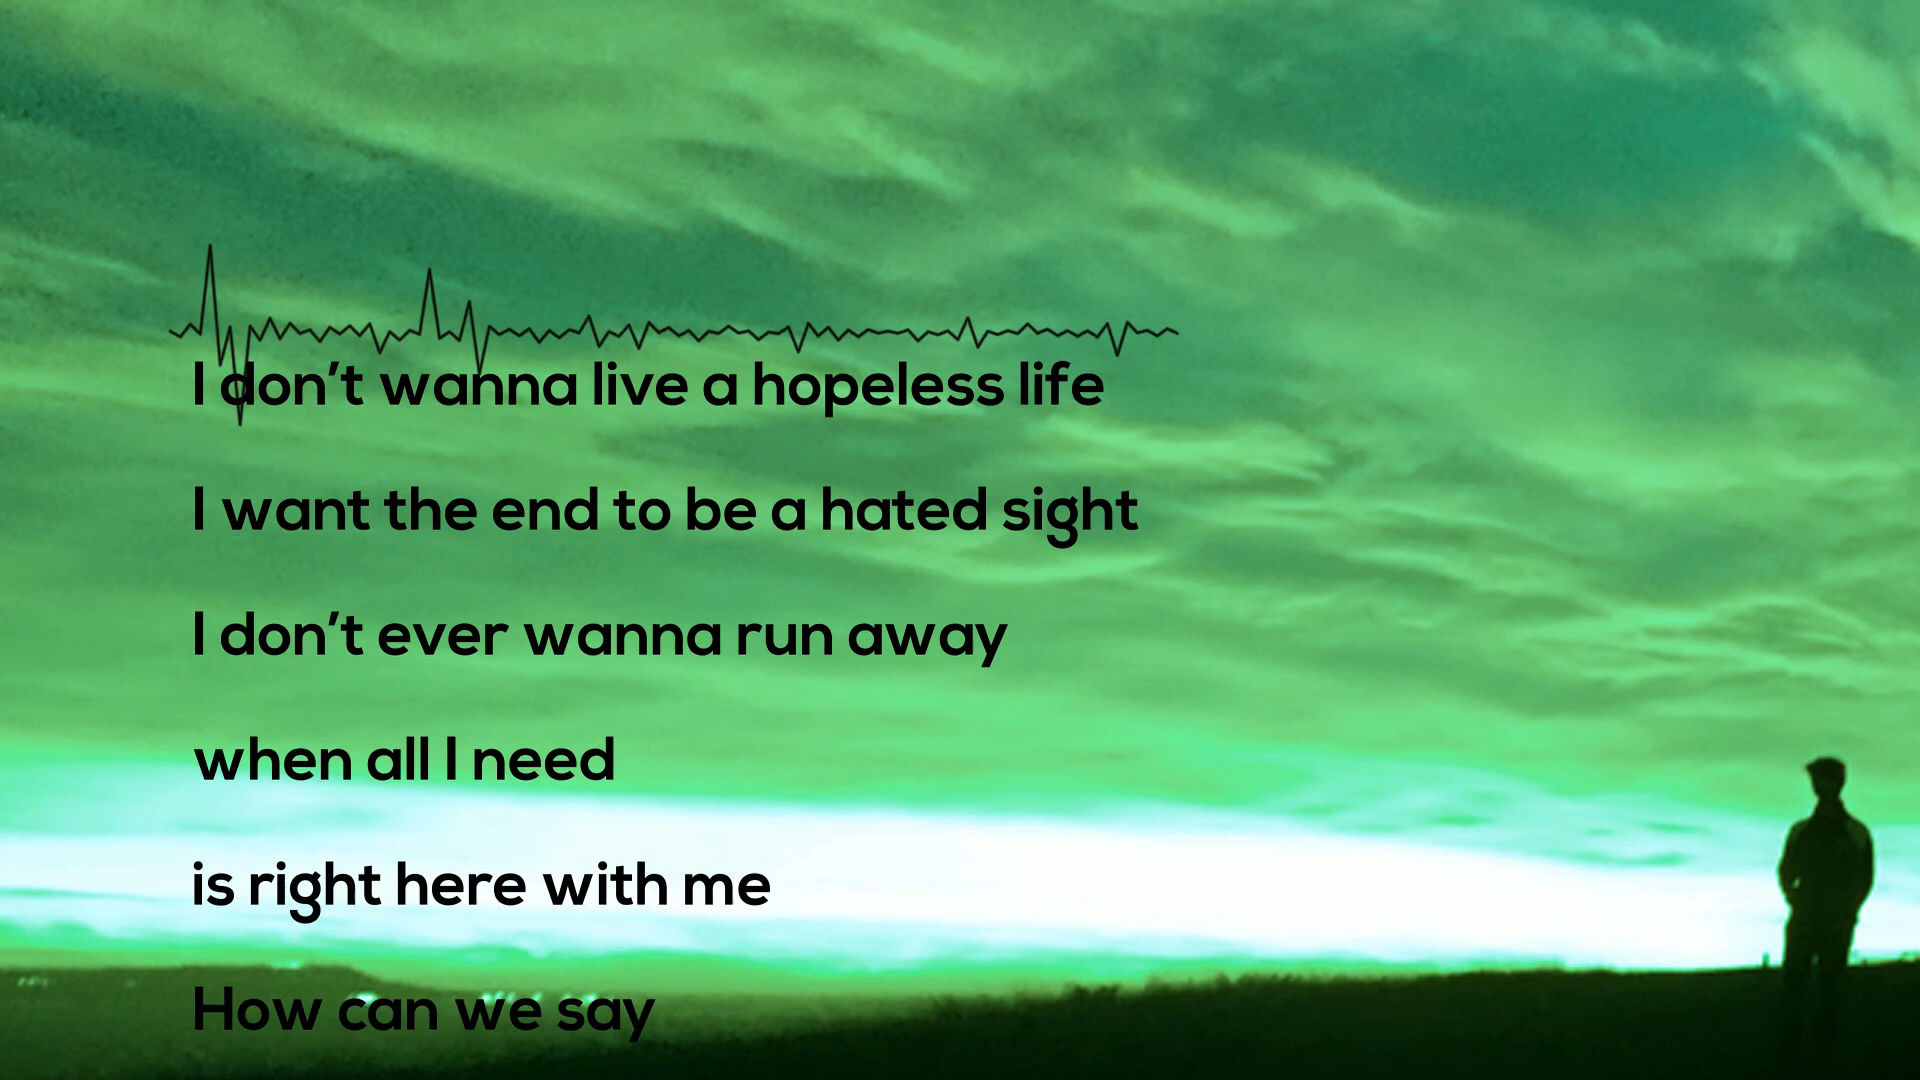 I don’t wanna live a hopeless life
I want the end to be a hated sight
I don’t ever wanna run away
when all I need
is right here with me
How can we say